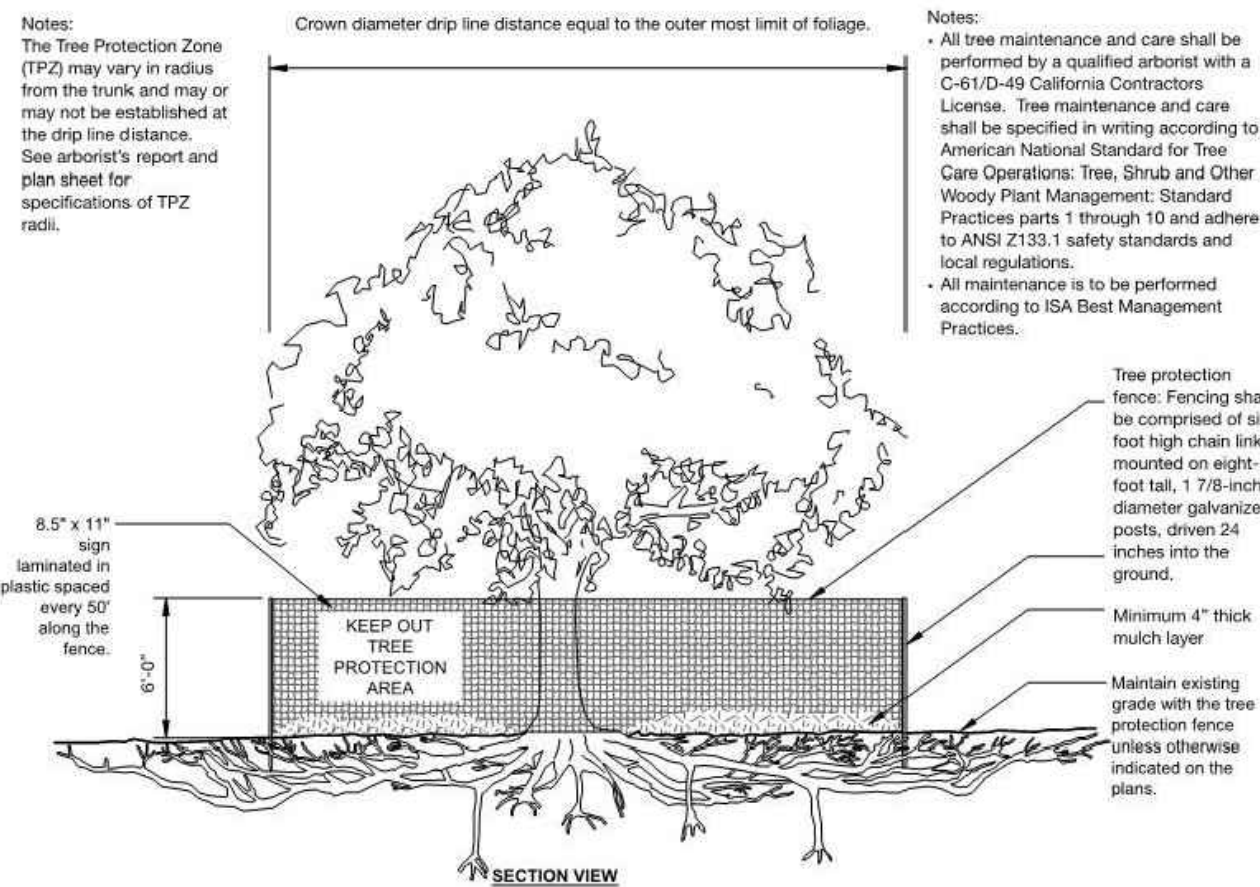 Notes:
The Tree Protection Zone
(TPZ) may vary in radius
from the trunk and may or
may not be established at
the drip line distance.
See arborist's report and
plan sheet for
specifications of TPZ
radii.
Crown diameter drip line distance equal to the outer most limit of foliage.
Notes:
• All tree maintenance and care shall be
performed by a qualified arborist with a
C-61/D-49 California Contractors
License. Tree maintenance and care
shall be specified in writing according to
American National Standard for Tree
Care Operations: Tree, Shrub and Other
Woody Plant Management: Standard
Practices parts 1 through 10 and adhere
to ANSI Z133.1 safety standards and
local regulations.
• All maintenance is to be performed
according to ISA Best Management
Practices.
Tree protection
fence: Fencing sha
be comprised of si
foot high chain link
mounted on eight-
foot tall, 1 7/8-inch
diameter galvanize
posts, driven 24
inches into the
ground.
8.5" x 11"
sign
laminated in
plastic spaced
every 50'
along the
fence.
6'-0"
KEEP OUT
TREE
PROTECTION
AREA
Minimum 4" thick
mulch layer
Maintain existing
grade with the tree
protection fence
unless otherwise
indicated on the
plans.
SECTION VIEW